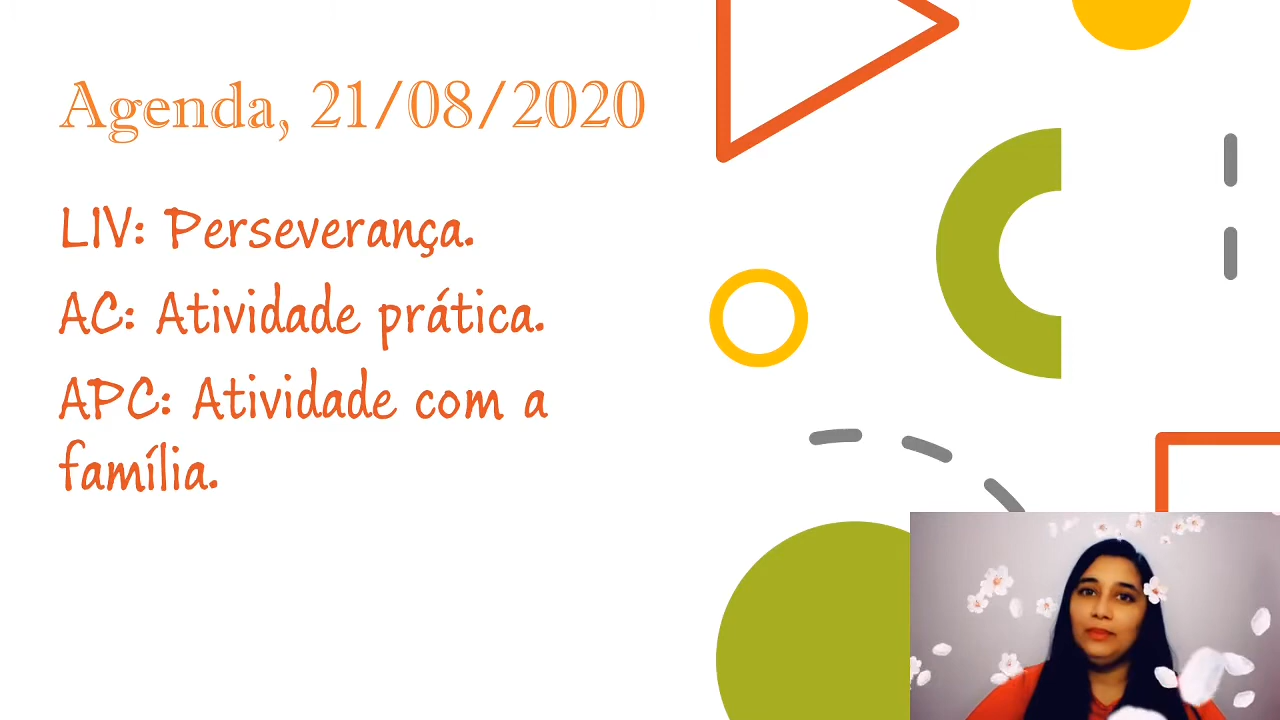 Agenda, 21/08/2020
LIV: Perseverança.
AC: Atividade prática.
APC: Atividade com a
família.